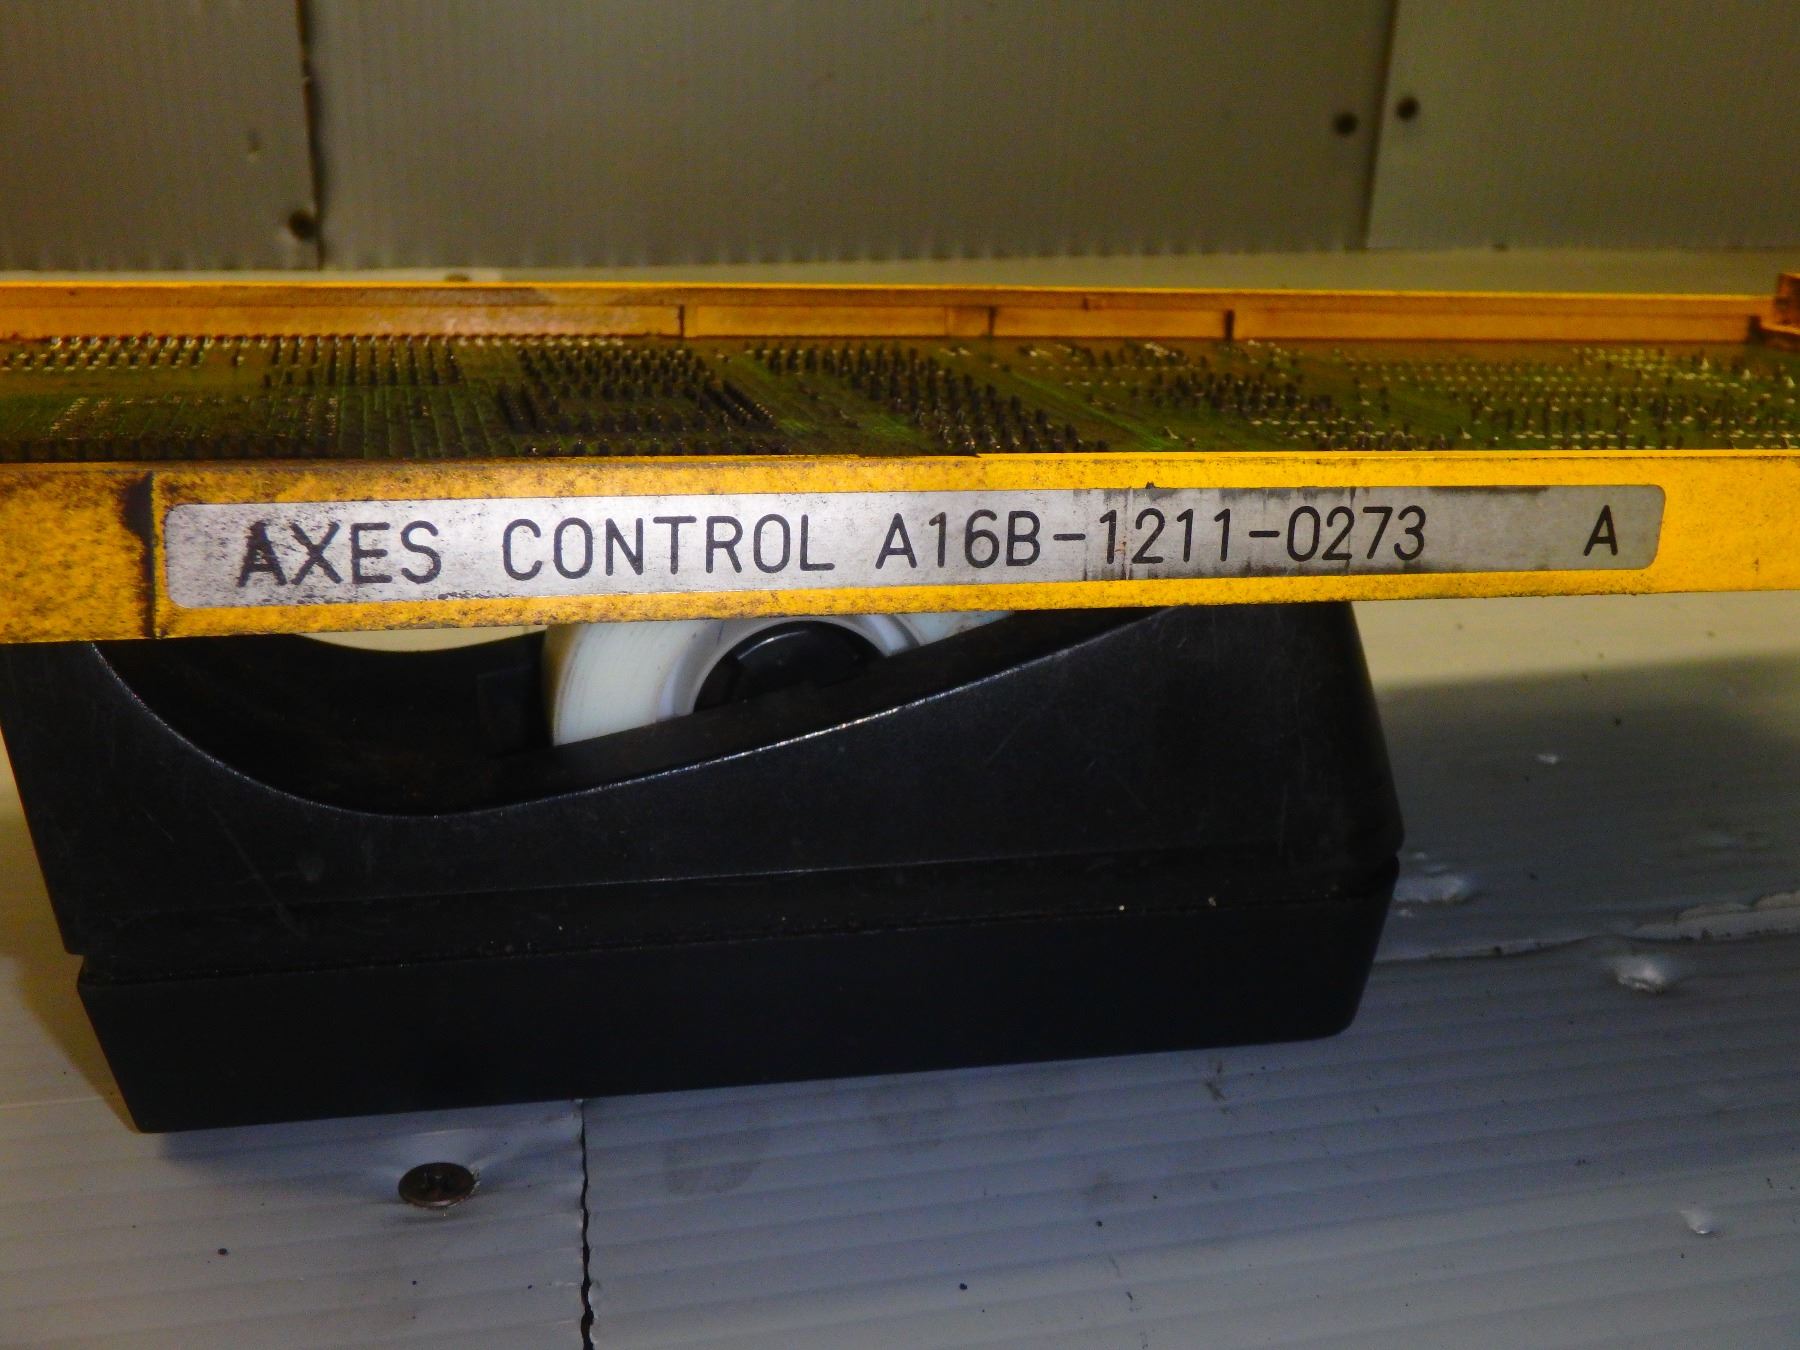 AXES CONTROL A16B-1211-0273 A